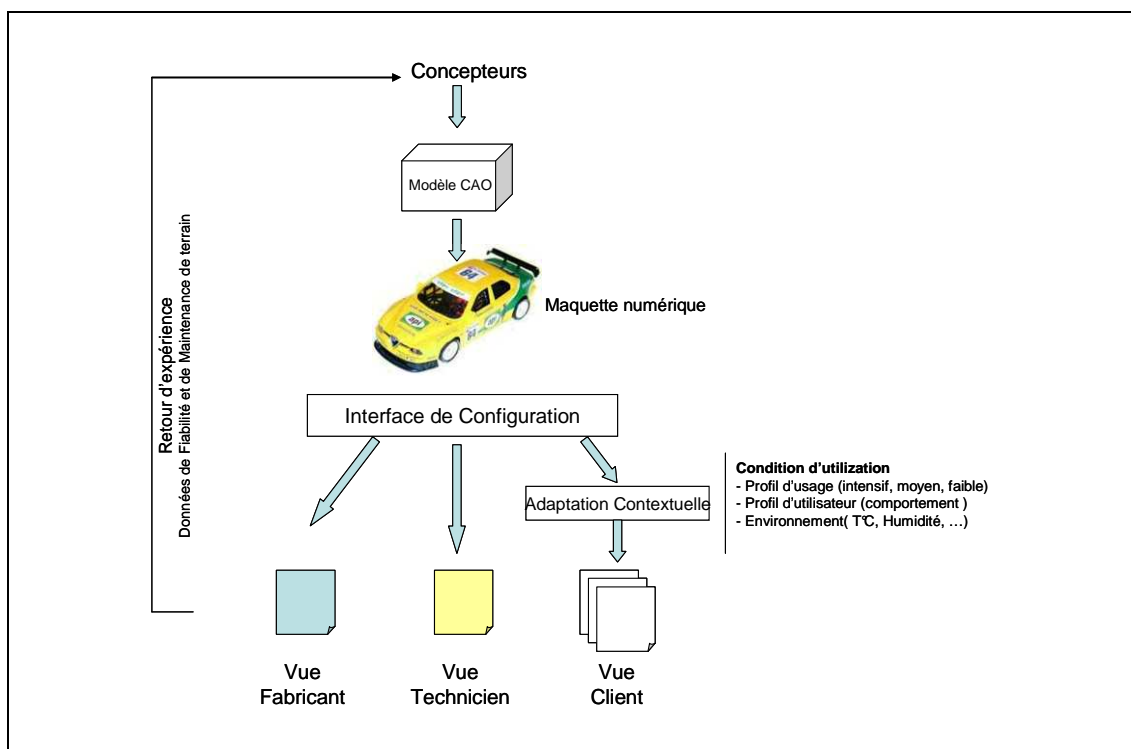 Concepteurs
Modèle CAO
Maquette numérique
64
Interface de Configuration
Retour d'expérience
Données de Fiabilité et de Maintenance de terrain
Adaptation Contextuelle
Condition d'utilization
- Profil d'usage (intensif, moyen, faible)
- Profil d'utilisateur (comportement )
- Environnement( T°C, Humidité, …)
Vue
Fabricant
Vue
Technicien
Vue
Client